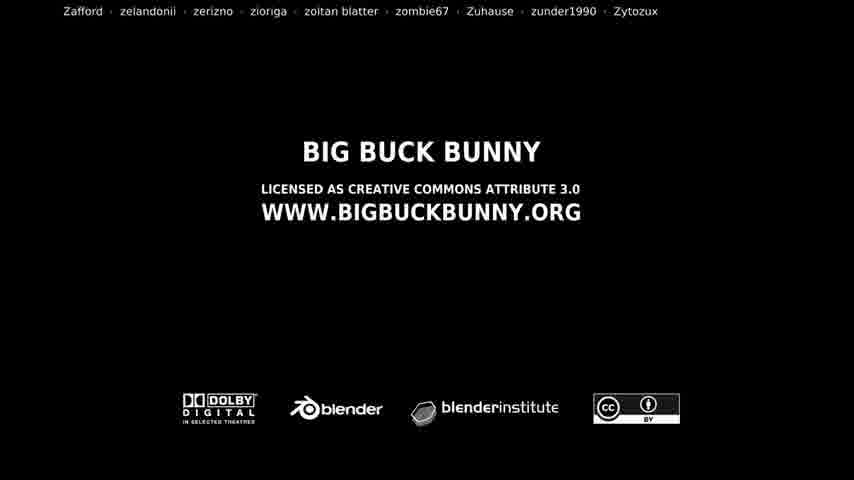 Zafford · zelandonii · zerizno · zioriga · zoltan blatter · zombie67 · Zuhause · zunder1990 · Zytozux
BIG BUCK BUNNY
LICENSED AS CREATIVE COMMONS ATTRIBUTE 3.0
WWW.BIGBUCKBUNNY.ORG
DOLBY DIGITAL IN SELECTED THEATRES
blender
blenderinstitute
cc BY